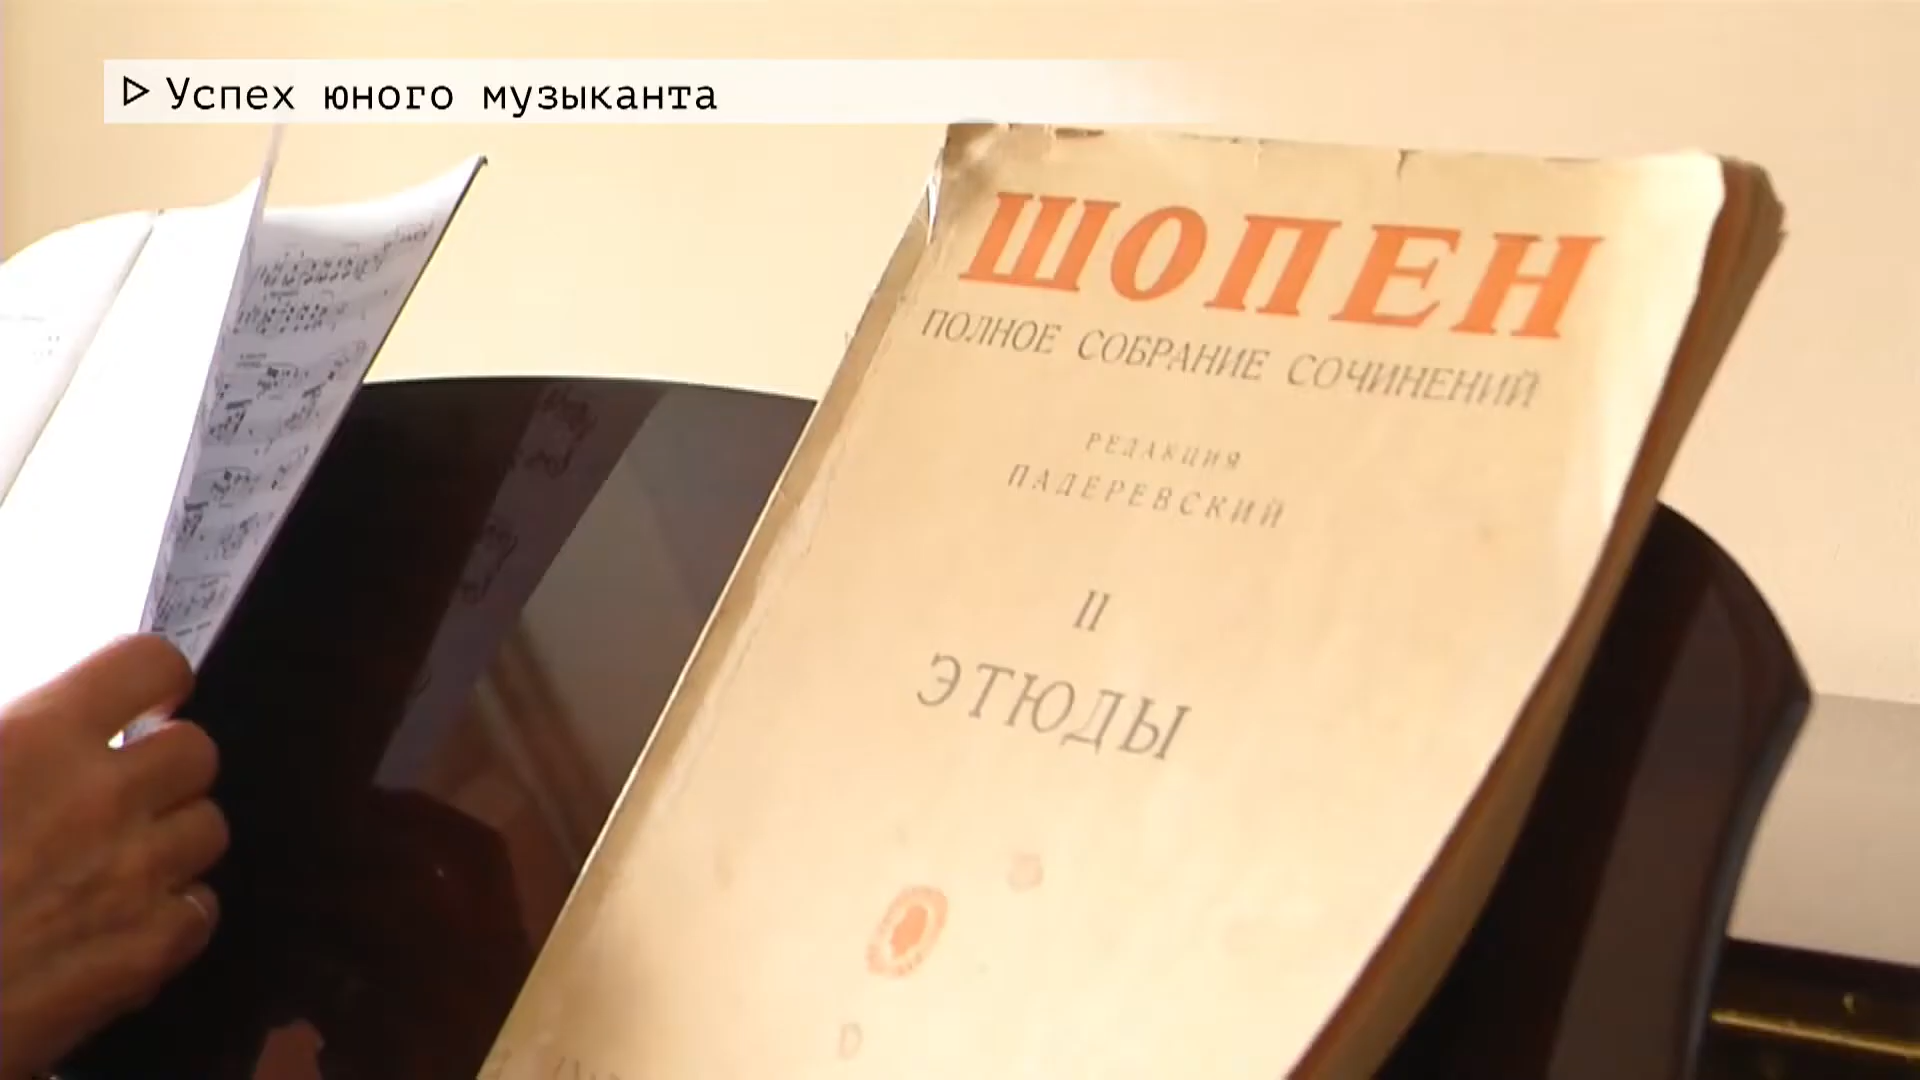 Успех юного музыканта
ШОПЕН
ПОЛНОЕ СОБРАНИЕ СОЧИНЕНИЙ
РЕДАКЦИЯ
ПАДЕРЕВСКИЙ
II
ЭТЮДЫ